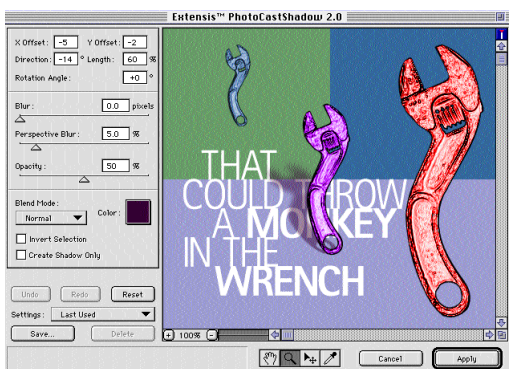 Extensis™ PhotoCastShadow 2.0
X Offset: -5 Y Offset: -2
Direction: -14 ° Length: 60 %
Rotation Angle: +0 °
Blur: 0.0 pixels
Perspective Blur: 5.0 %
Opacity: 50 %
Blend Mode:
Normal Color:
Invert Selection
Create Shadow Only
Undo Redo Reset
Settings: Last Used
Save... Delete
THAT
COULD THROW
A MONKEY
IN THE
WRENCH
+ 100% -
Cancel Apply